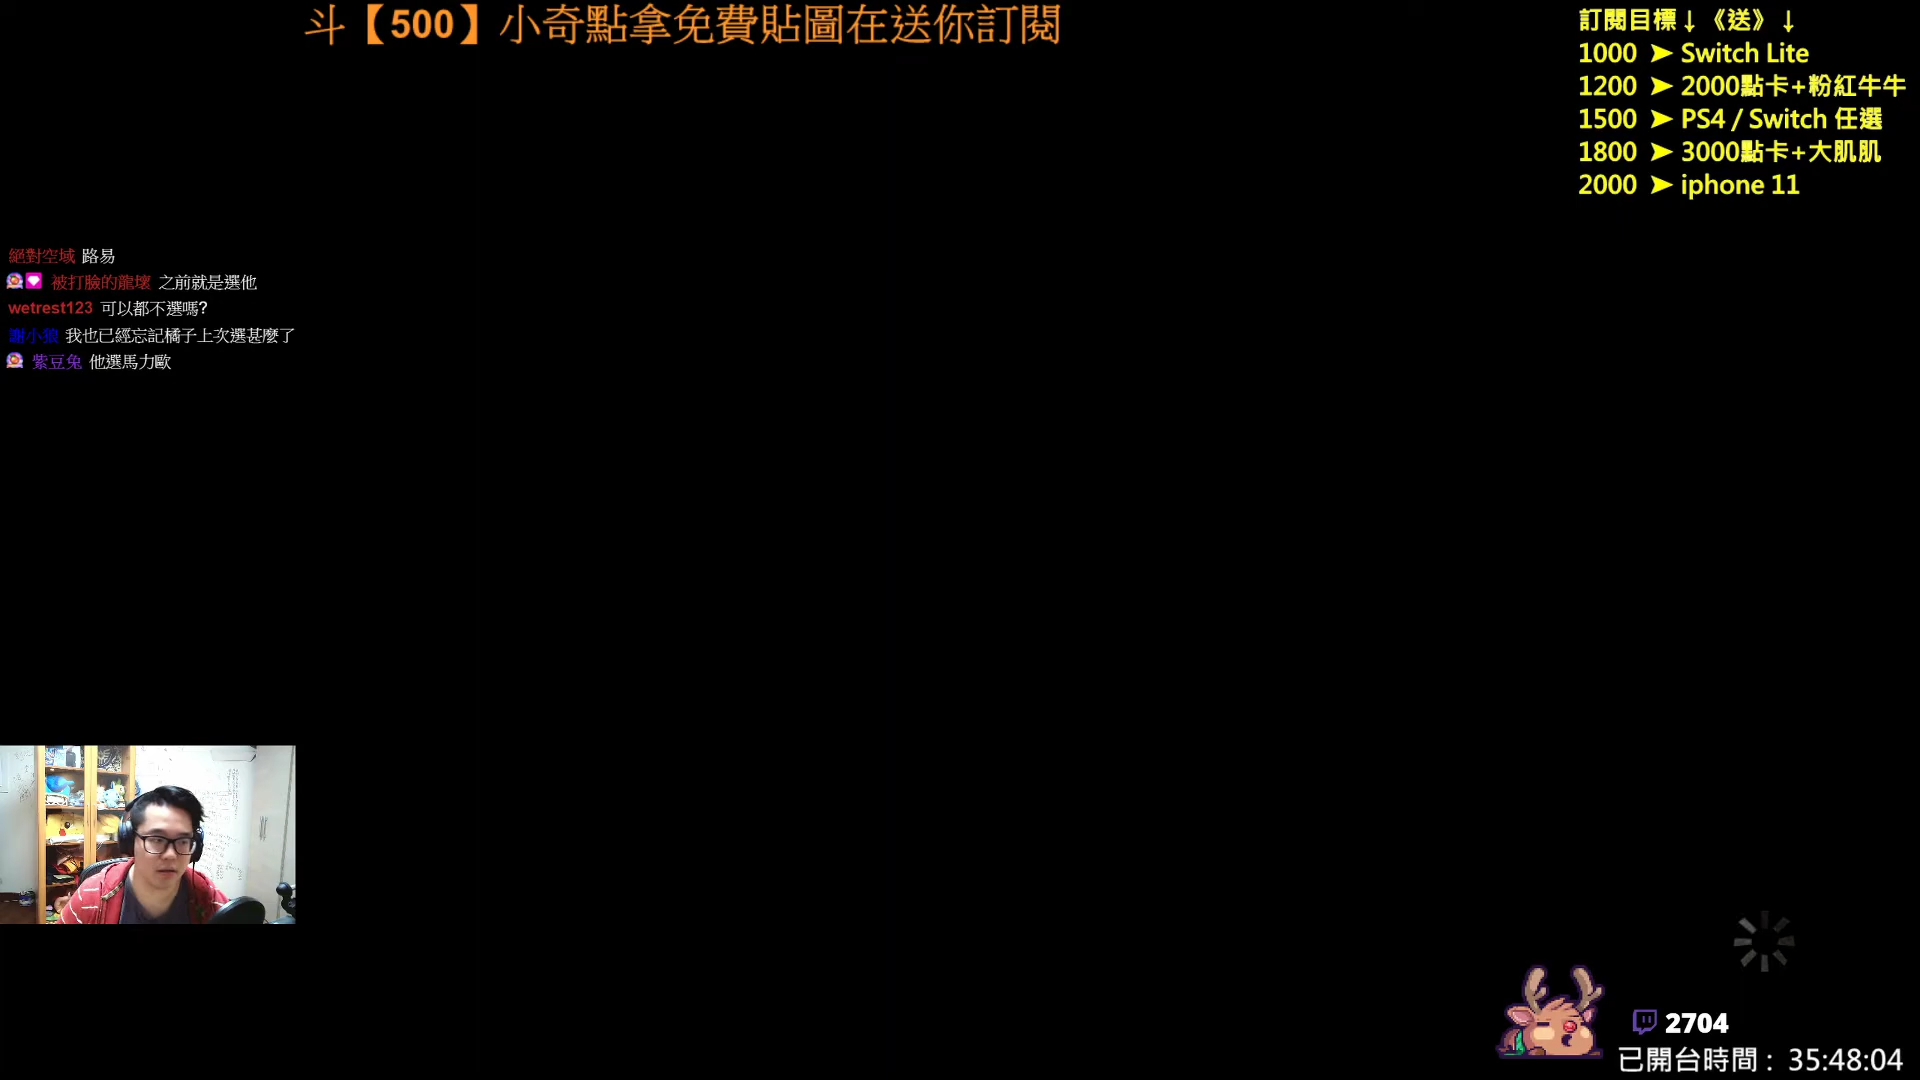 斗【500】小奇點拿免費貼圖在送你訂閱
訂閱目標↓《送》↓
1000 ➤ Switch Lite
1200 ➤ 2000點卡+粉紅牛牛
1500 ➤ PS4 / Switch 任選
1800 ➤ 3000點卡+大肌肌
2000 ➤ iphone 11
絕對空域 路易
被打臉的龍壞 之前就是選他
wetrest123 可以都不選嗎?
謝小狼 我也已經忘記橘子上次選甚麼了
紫豆兔 他選馬力歐
2704
已開台時間 : 35:48:04